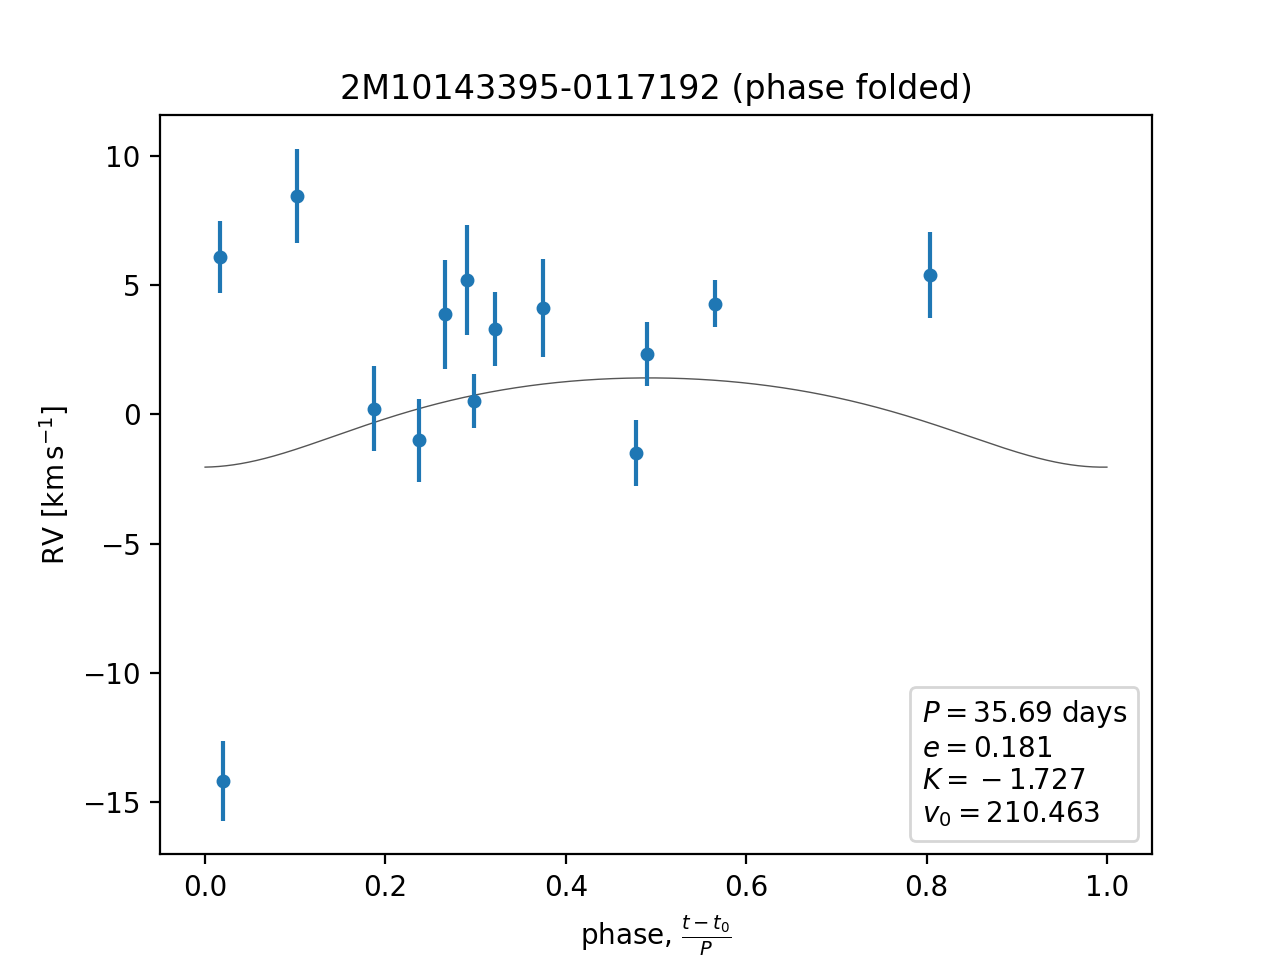 2M10143395-0117192 (phase folded)
10
5
0
−5
−10
−15
RV [km s⁻¹]
P = 35.69 days
e = 0.181
K = −1.727
v₀ = 210.463
0.0 0.2 0.4 0.6 0.8 1.0
phase, (t − t₀)/P